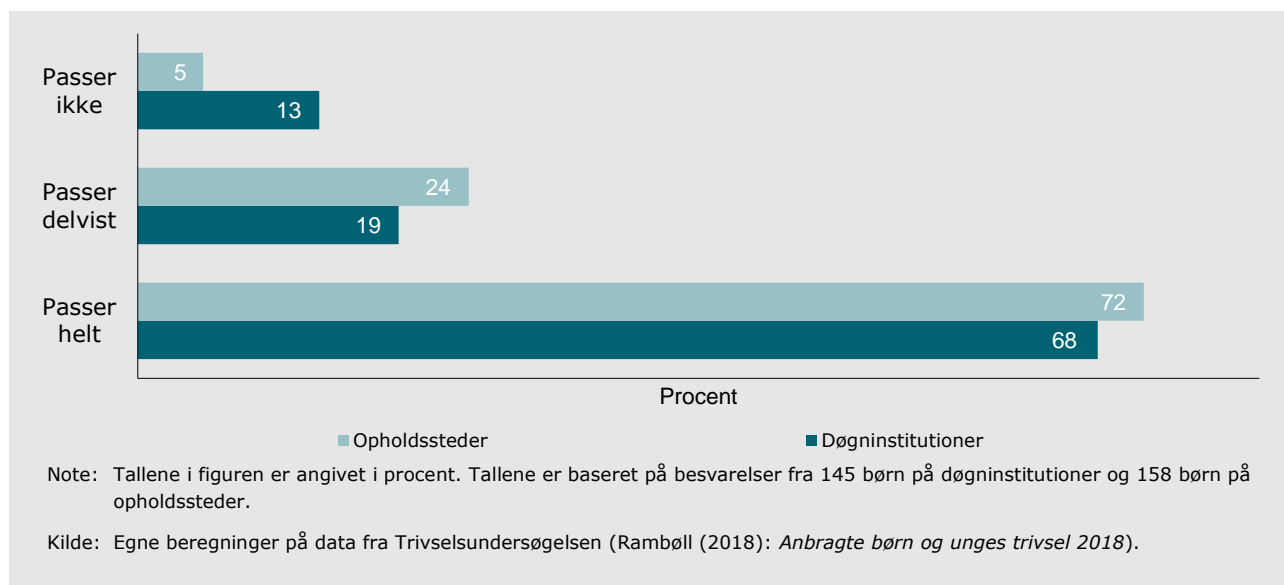 Passer
ikke
5
13
Passer
delvist
24
19
Passer
helt
72
68
Procent
Opholdssteder
Døgninstitutioner
Note: Tallene i figuren er angivet i procent. Tallene er baseret på besvarelser fra 145 børn på døgninstitutioner og 158 børn på
opholdssteder.
Kilde: Egne beregninger på data fra Trivselsundersøgelsen (Rambøll (2018): Anbragte børn og unges trivsel 2018).